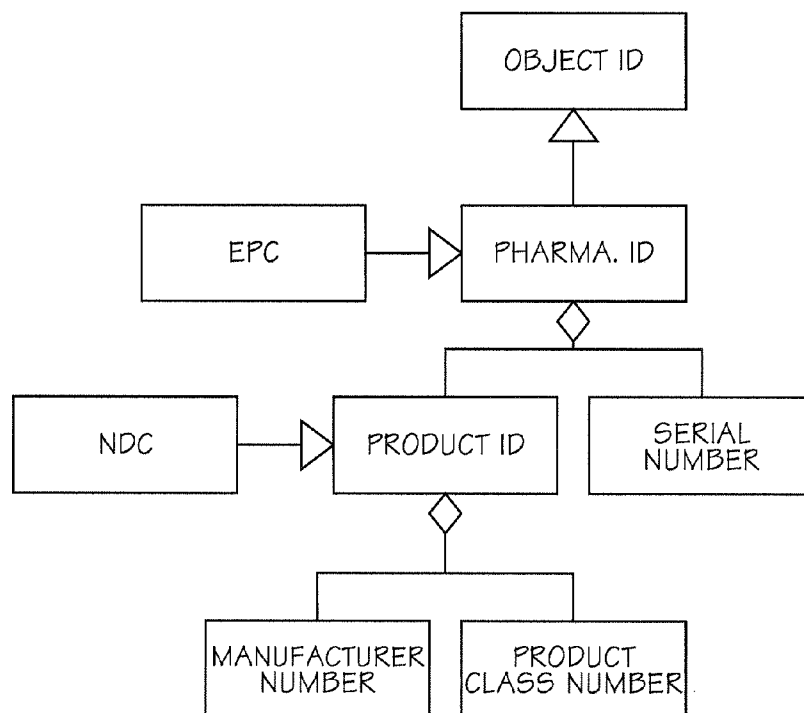 OBJECT ID
EPC
PHARMA. ID
NDC
PRODUCT ID
SERIAL
NUMBER
MANUFACTURER
NUMBER
PRODUCT
CLASS NUMBER